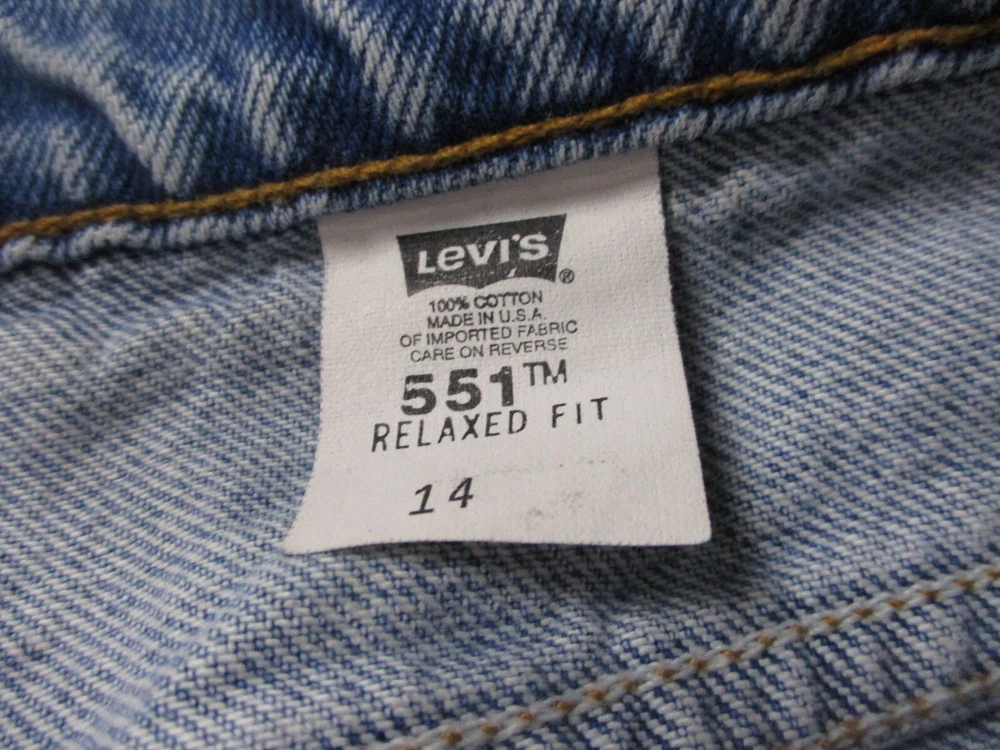 LEVI'S ®
100% COTTON
MADE IN U.S.A.
OF IMPORTED FABRIC
CARE ON REVERSE
551™
RELAXED FIT
14